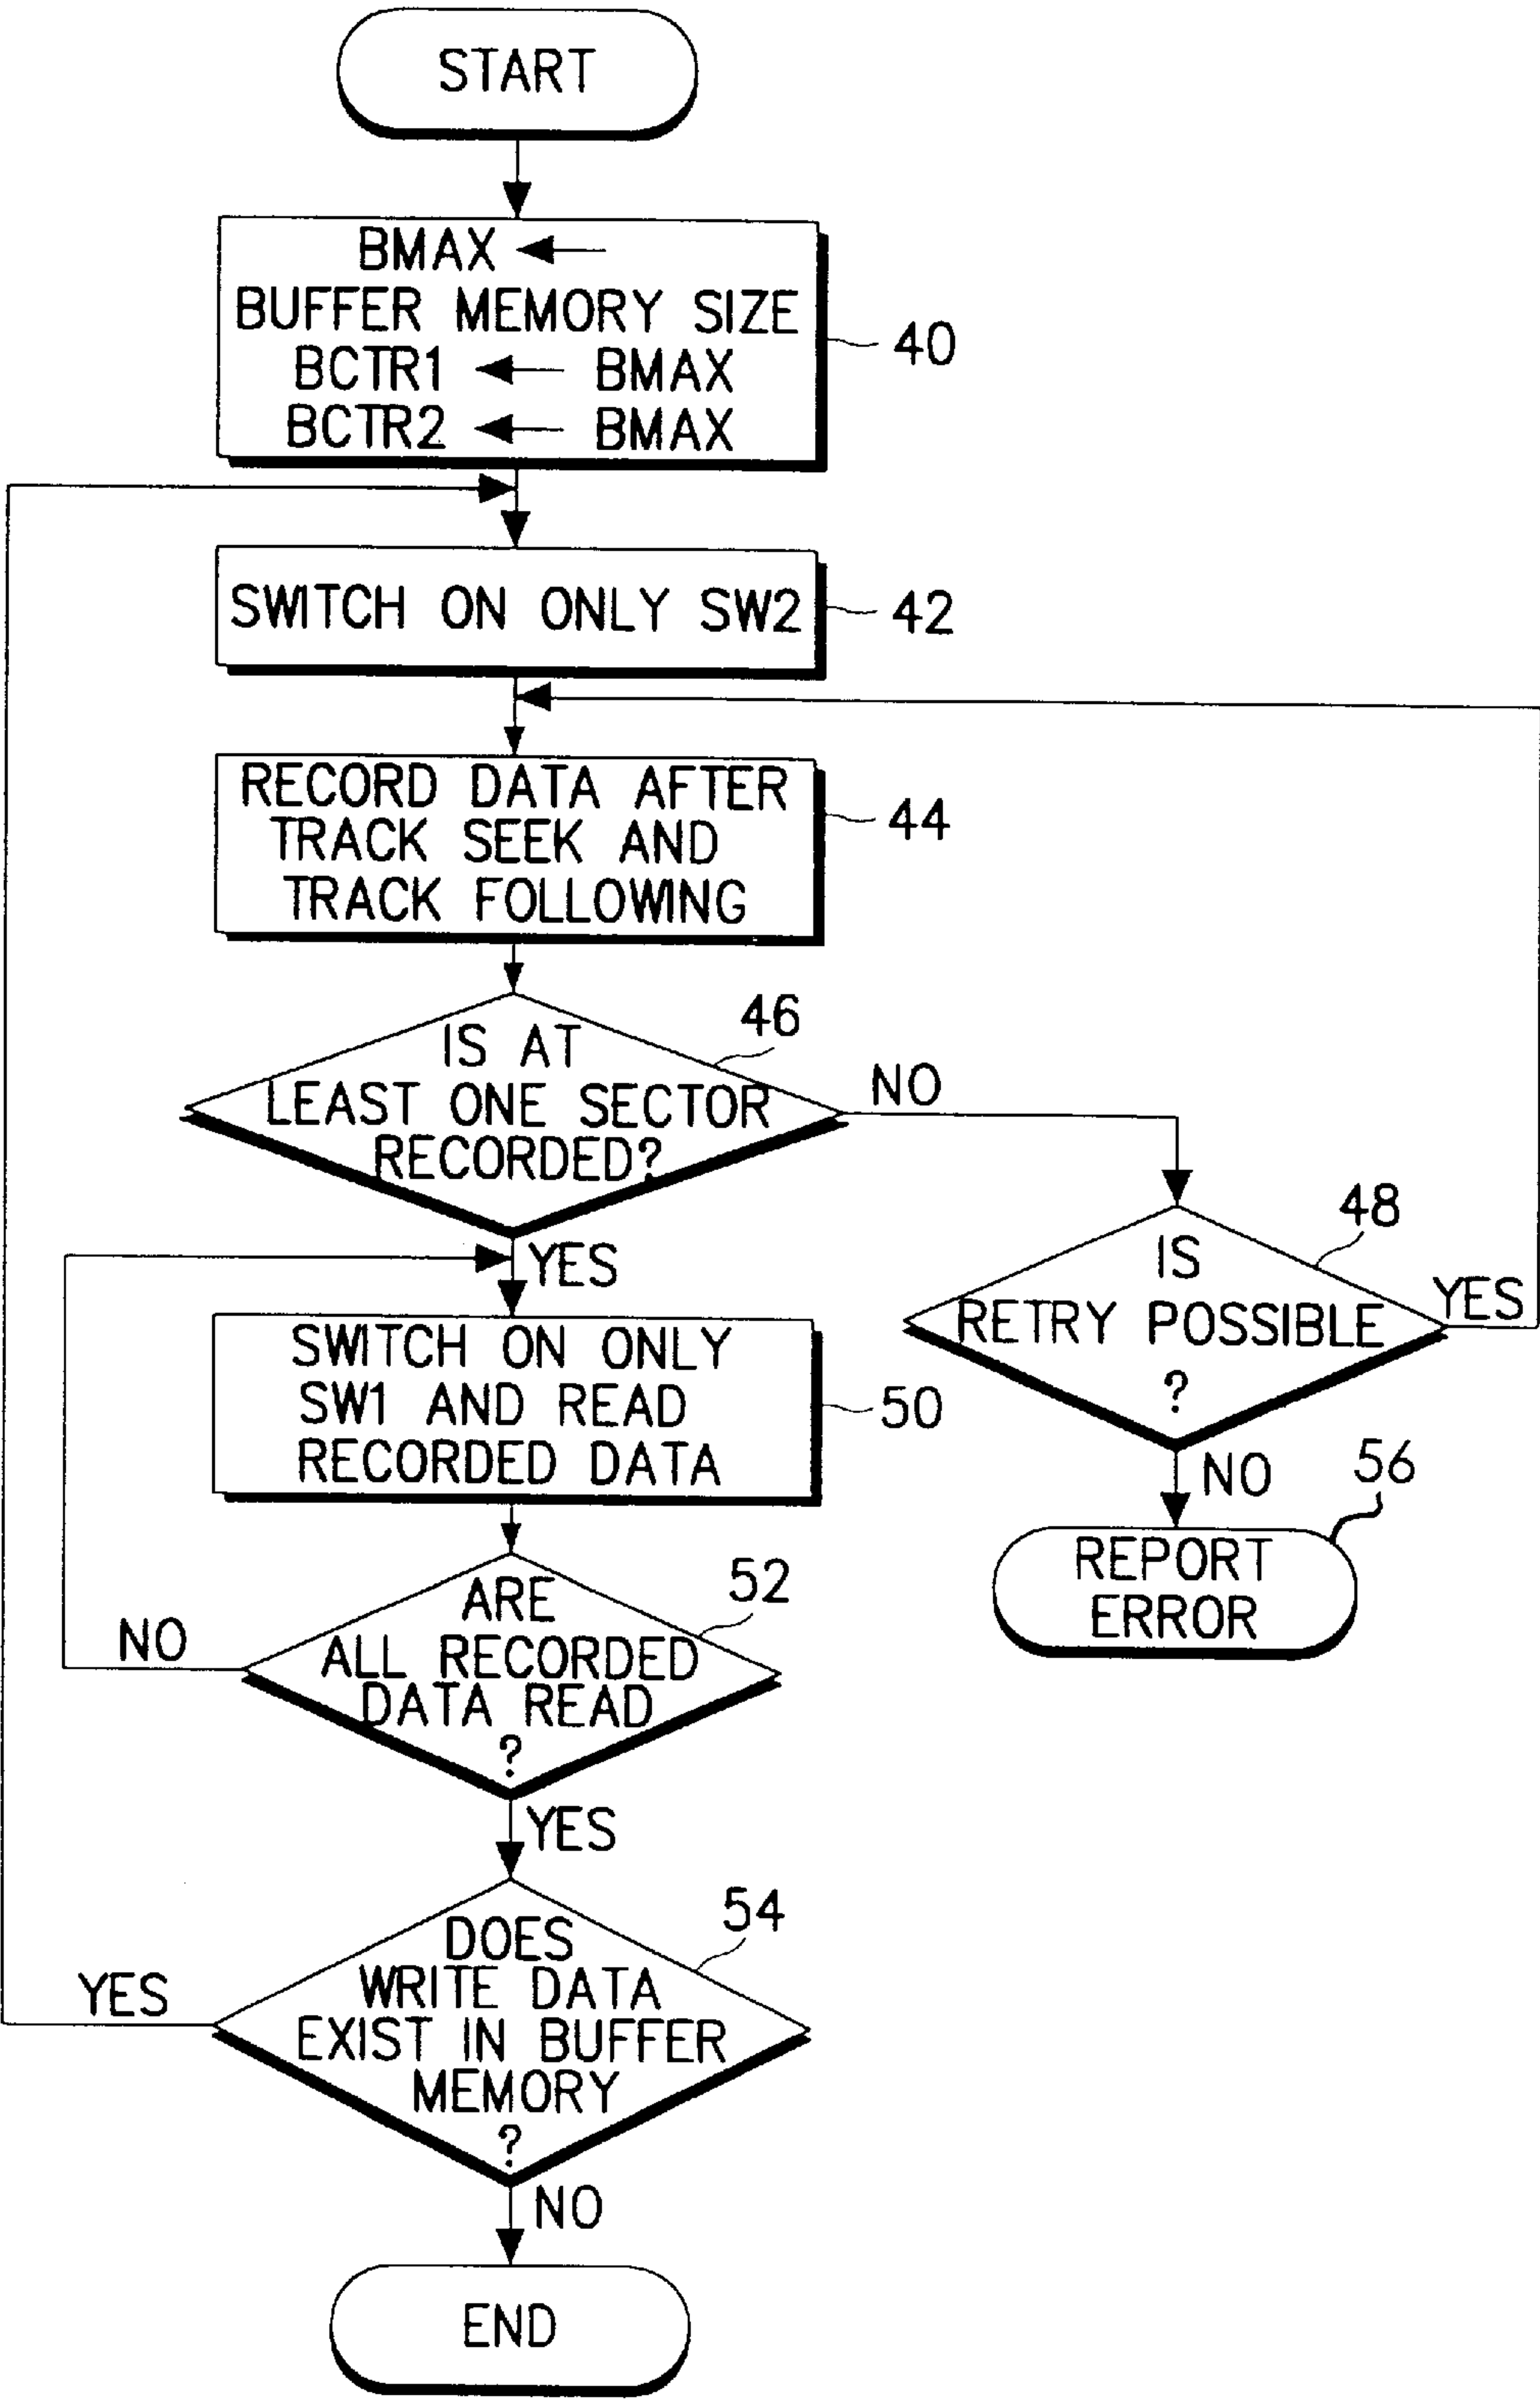 START
BMAX ←
BUFFER MEMORY SIZE
BCTR1 ← BMAX
BCTR2 ← BMAX
40
SWITCH ON ONLY SW2
42
RECORD DATA AFTER
TRACK SEEK AND
TRACK FOLLOWING
44
IS AT
LEAST ONE SECTOR
RECORDED?
46
NO
YES
IS
RETRY POSSIBLE
?
48
YES
NO
REPORT
ERROR
56
SWITCH ON ONLY
SW1 AND READ
RECORDED DATA
50
ARE
ALL RECORDED
DATA READ
?
52
NO
YES
DOES
WRITE DATA
EXIST IN BUFFER
MEMORY
?
54
YES
NO
END